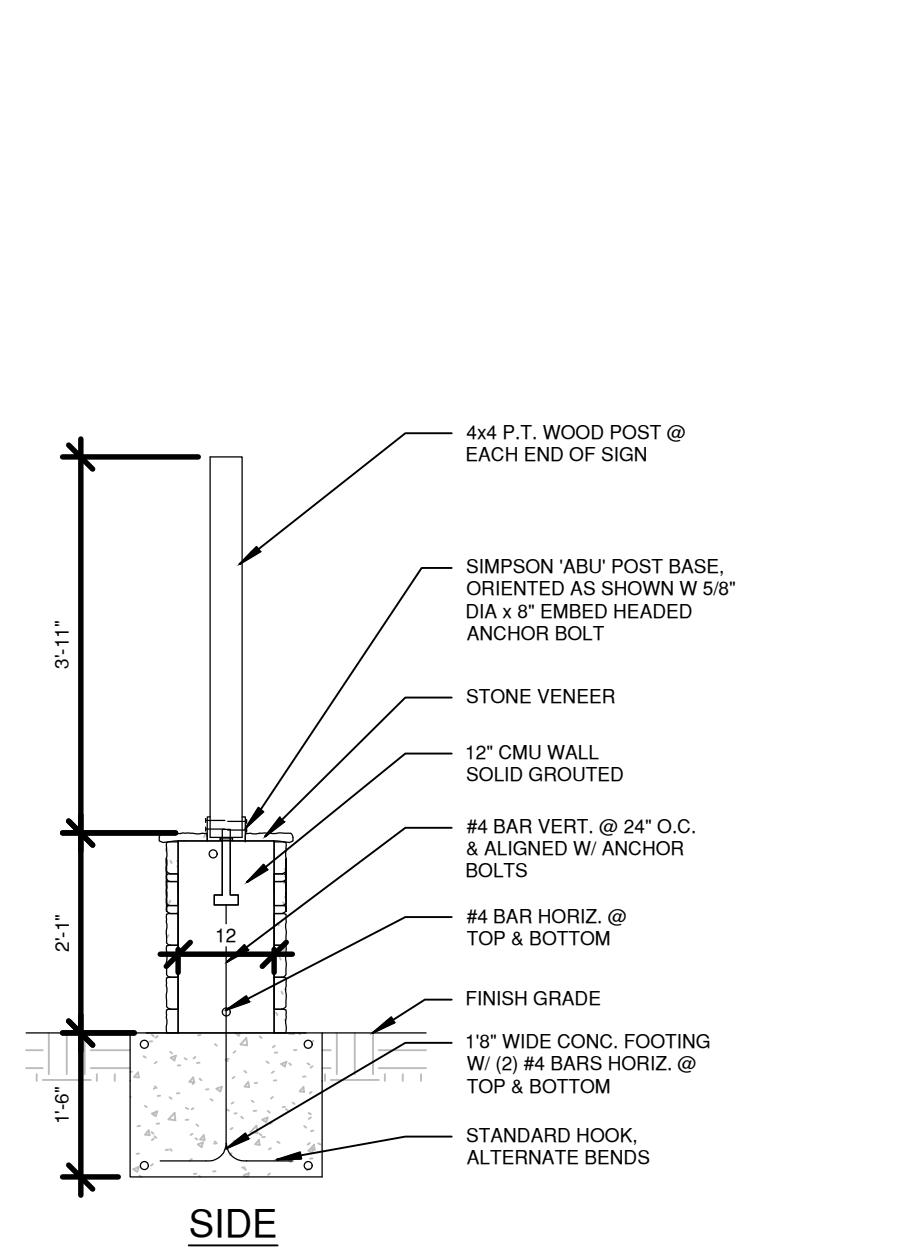 4x4 P.T. WOOD POST @
EACH END OF SIGN
SIMPSON 'ABU' POST BASE,
ORIENTED AS SHOWN W 5/8"
DIA x 8" EMBED HEADED
ANCHOR BOLT
3'-11"
STONE VENEER
12" CMU WALL
SOLID GROUTED
#4 BAR VERT. @ 24" O.C.
& ALIGNED W/ ANCHOR
BOLTS
2'-1"
12
#4 BAR HORIZ. @
TOP & BOTTOM
FINISH GRADE
1'8" WIDE CONC. FOOTING
W/ (2) #4 BARS HORIZ. @
TOP & BOTTOM
1'-6"
STANDARD HOOK,
ALTERNATE BENDS
SIDE